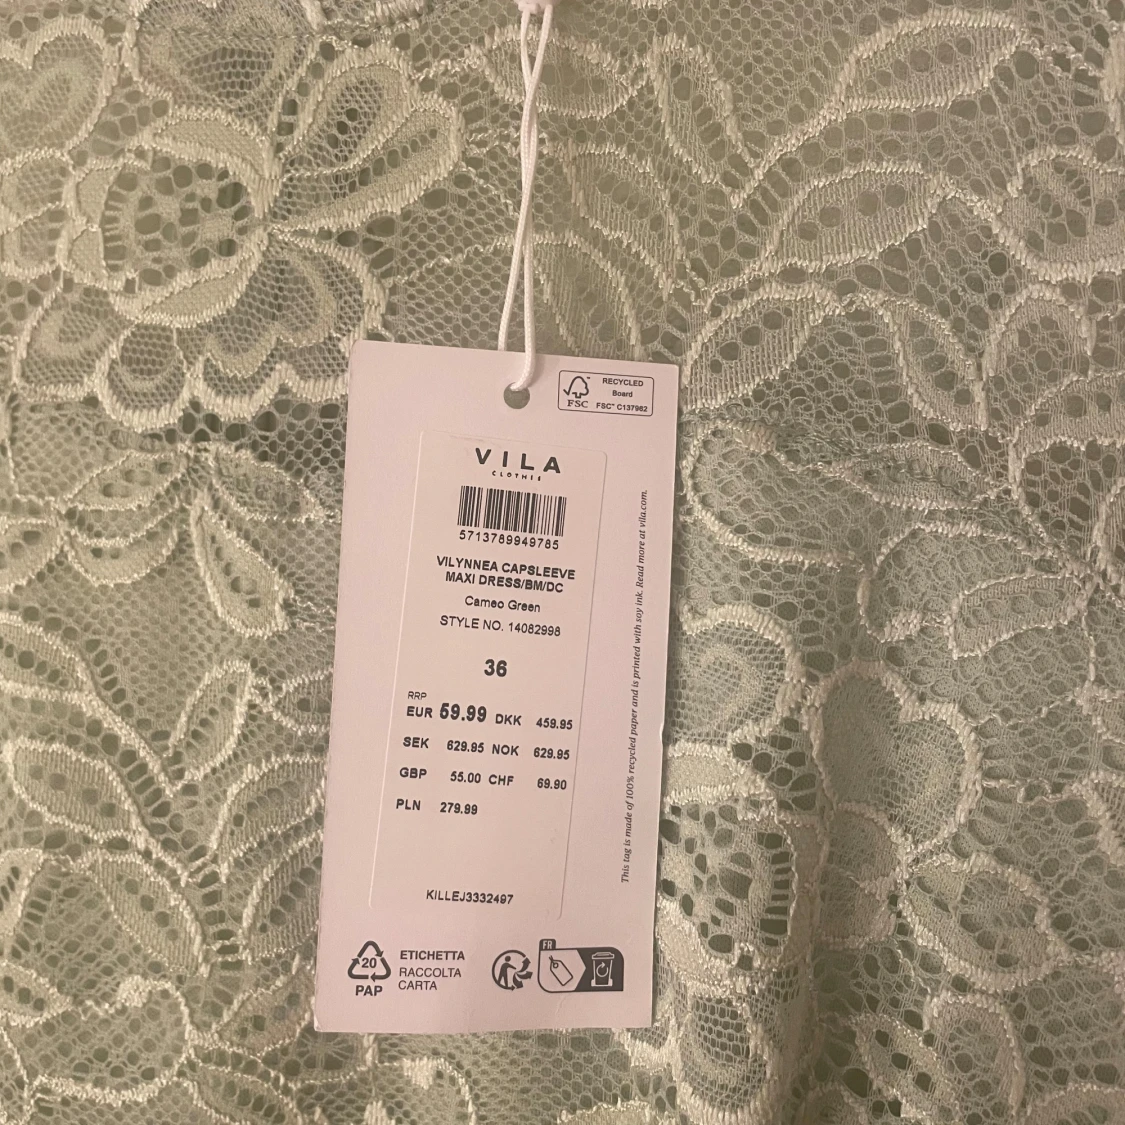 RECYCLED
Board
FSC
FSC® C137982
VILA
CLOTHES
5713789949785
VILYNNEA CAPSLEEVE
MAXI DRESS/BM/DC
Cameo Green
STYLE NO. 14082998
36
RRP
EUR 59.99 DKK 459.95
SEK 629.95 NOK 629.95
GBP 55.00 CHF 69.90
PLN 279.99
KILLEJ3332497
This tag is made of 100% recycled paper and is printed with soy ink. Read more at vila.com.
20
PAP
ETICHETTA
RACCOLTA
CARTA
FR